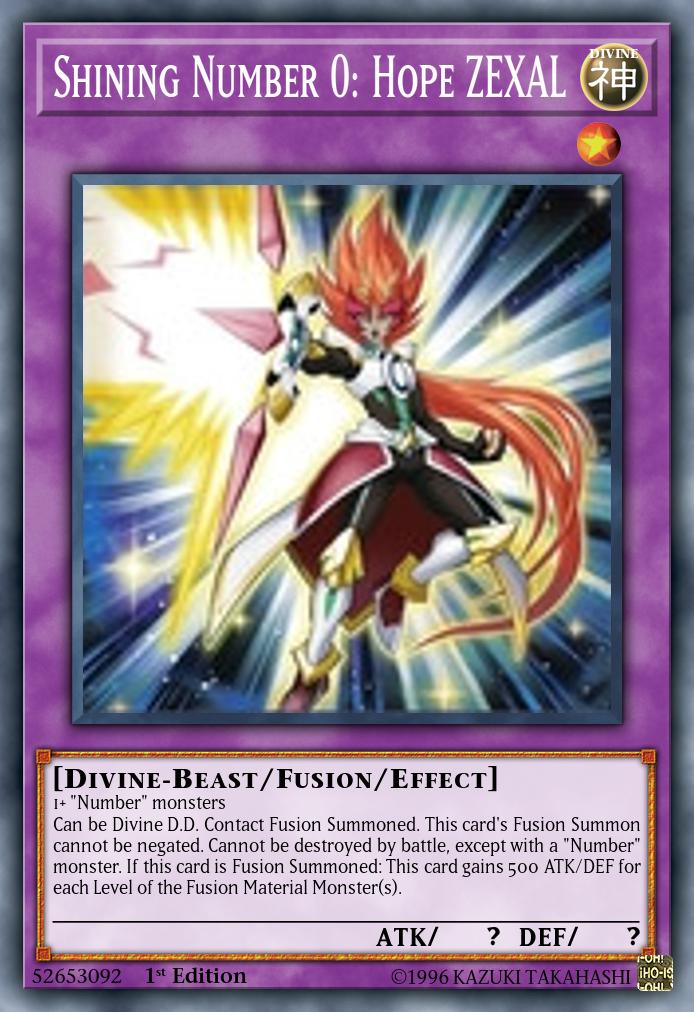 Shining Number 0: Hope ZEXAL
DIVINE
神
[Divine-Beast/Fusion/Effect]
1+ "Number" monsters
Can be Divine D.D. Contact Fusion Summoned. This card's Fusion Summon
cannot be negated. Cannot be destroyed by battle, except with a "Number"
monster. If this card is Fusion Summoned: This card gains 500 ATK/DEF for
each Level of the Fusion Material Monster(s).
ATK/ ? DEF/ ?
52653092 1st Edition ©1996 KAZUKI TAKAHASHI